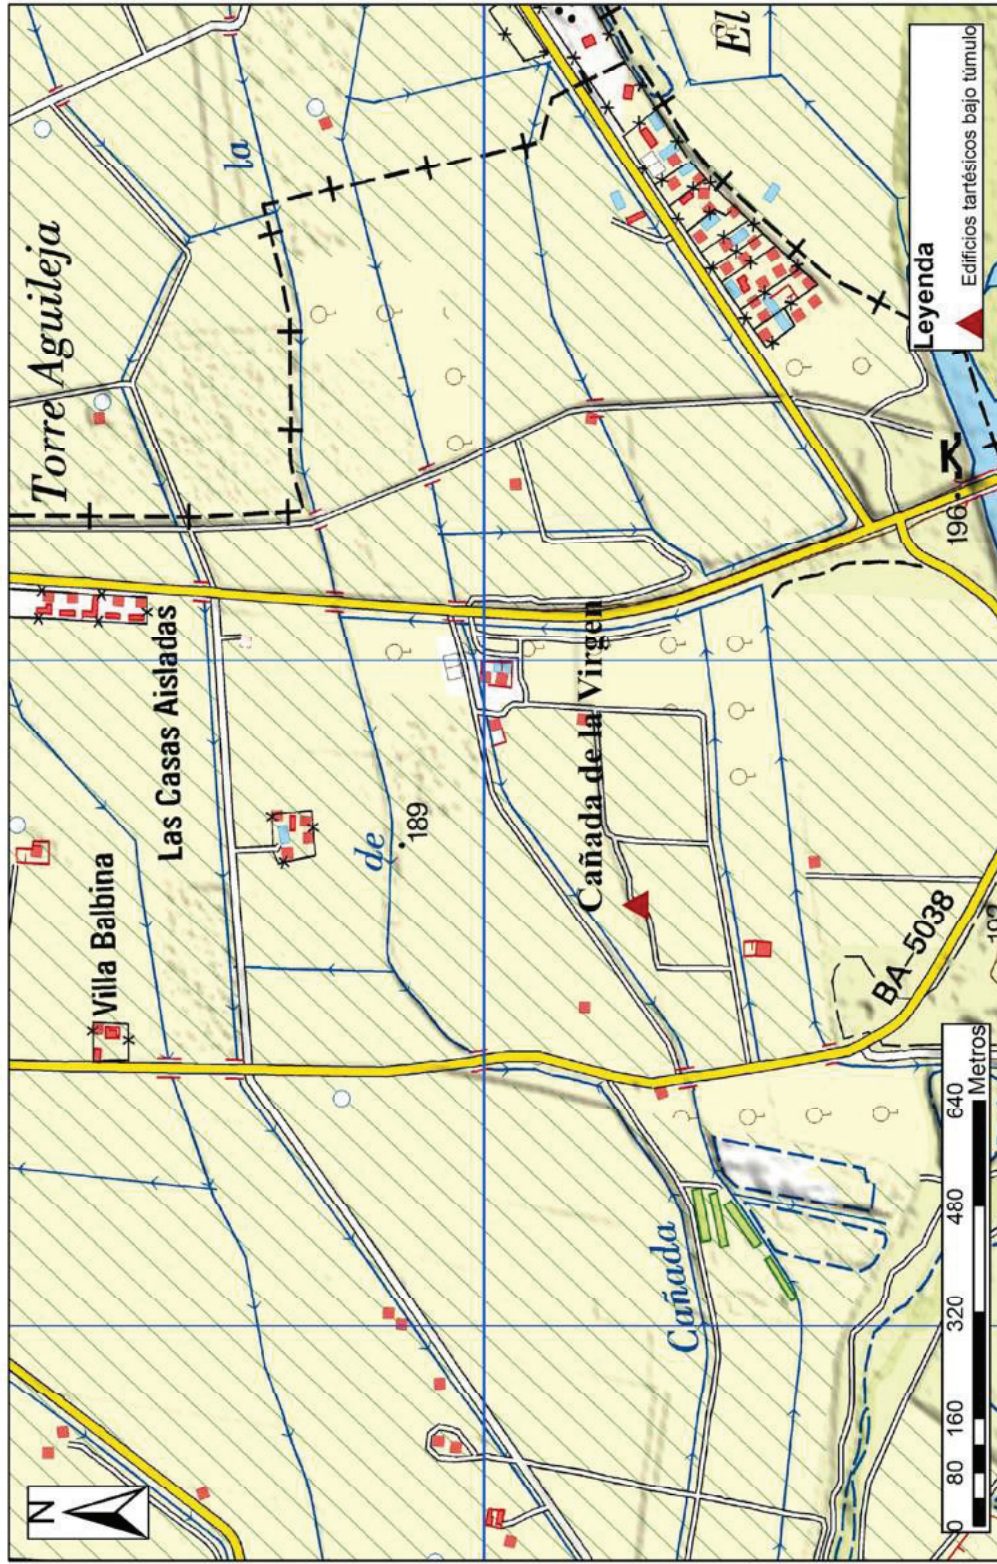 N
Torre Aguileja
la
El
Villa Balbina
Las Casas Aisladas
de
189
Cañada de la Virgen
Cañada
BA-5038
196
K
Leyenda
Edificios tartésicos bajo túmulo
0 80 160 320 480 640
Metros